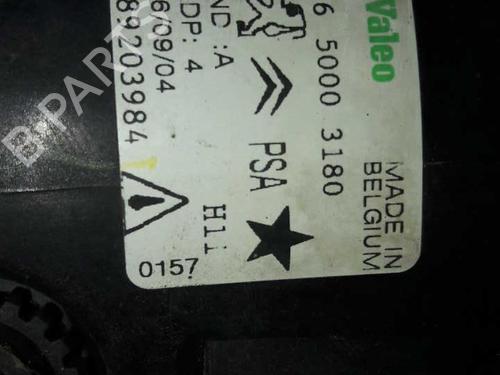 Valeo
6 5000 3180
MADE IN
BELGIUM
PSA
ND :A
DP: 4
6/09/04
89203984
H11
0157
B-PARTS